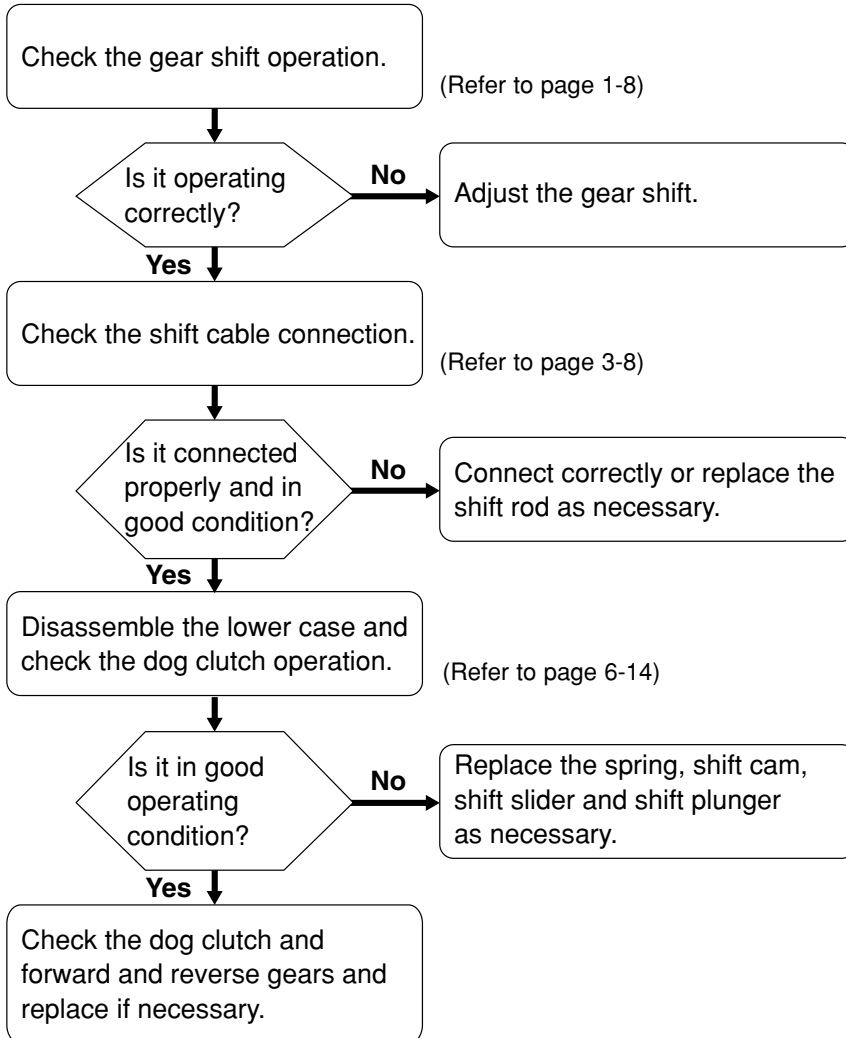 Check the gear shift operation.
(Refer to page 1-8)
Is it operating
correctly?
No
Adjust the gear shift.
Yes
Check the shift cable connection.
(Refer to page 3-8)
Is it connected
properly and in
good condition?
No
Connect correctly or replace the
shift rod as necessary.
Yes
Disassemble the lower case and
check the dog clutch operation.
(Refer to page 6-14)
Is it in good
operating
condition?
No
Replace the spring, shift cam,
shift slider and shift plunger
as necessary.
Yes
Check the dog clutch and
forward and reverse gears and
replace if necessary.